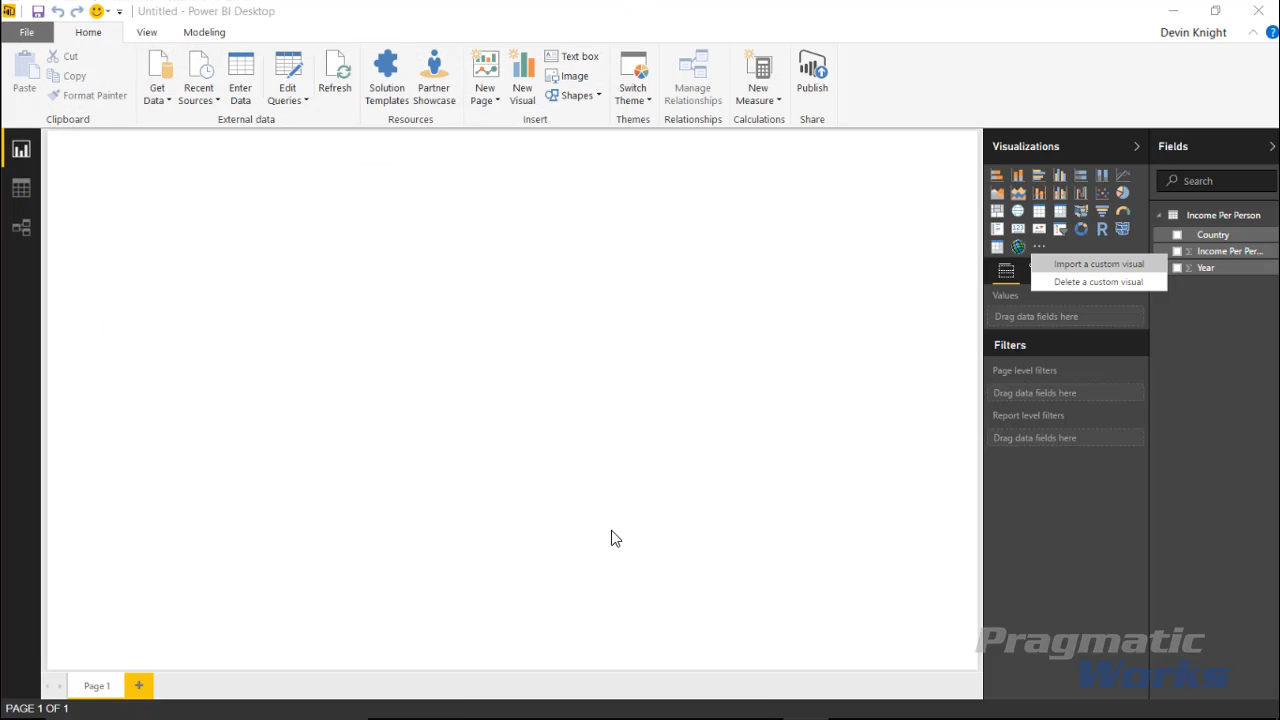 Untitled - Power BI Desktop
File
Home
View
Modeling
Devin Knight
?
Paste
Cut
Copy
Format Painter
Clipboard
Get Data
Recent Sources
Enter Data
Edit Queries
Refresh
External data
Solution Templates
Partner Showcase
Resources
New Page
New Visual
Text box
Image
Shapes
Insert
Switch Theme
Themes
Manage Relationships
Relationships
New Measure
Calculations
Publish
Share
Visualizations
R
Import a custom visual
Delete a custom visual
Values
Drag data fields here
Filters
Page level filters
Drag data fields here
Report level filters
Drag data fields here
Fields
Search
Income Per Person
Country
Σ Income Per Per...
Σ Year
Pragmatic
Works
Page 1
PAGE 1 OF 1